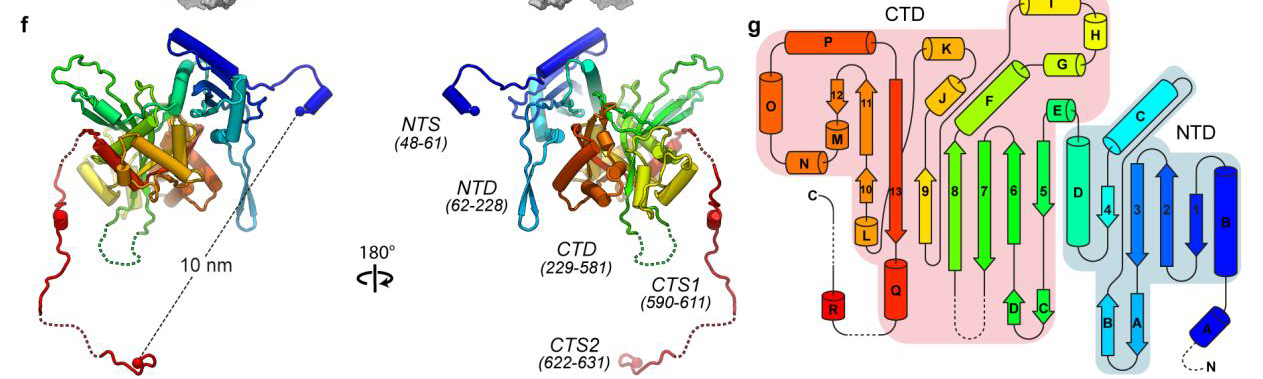 f
10 nm
180°
NTS
(48-61)
NTD
(62-228)
CTD
(229-581)
CTS1
(590-611)
CTS2
(622-631)
g
CTD
NTD
P
K
I
H
G
O
12
11
J
F
E
C
M
N
D
C
10
13
9
8
7
6
5
4
3
2
1
B
L
Q
R
D
C
B
A
A
N